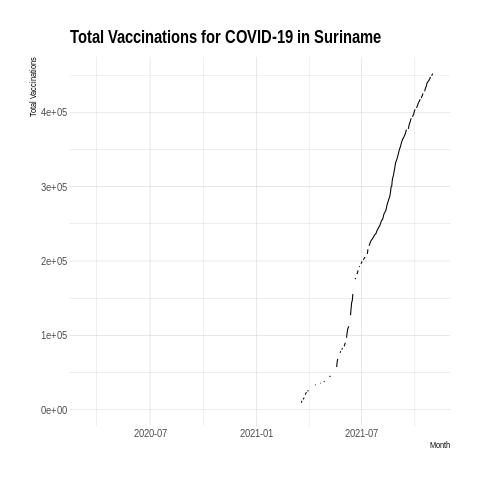 Total Vaccinations for COVID-19 in Suriname
Total Vaccinations
4e+05
3e+05
2e+05
1e+05
0e+00
2020-07
2021-01
2021-07
Month